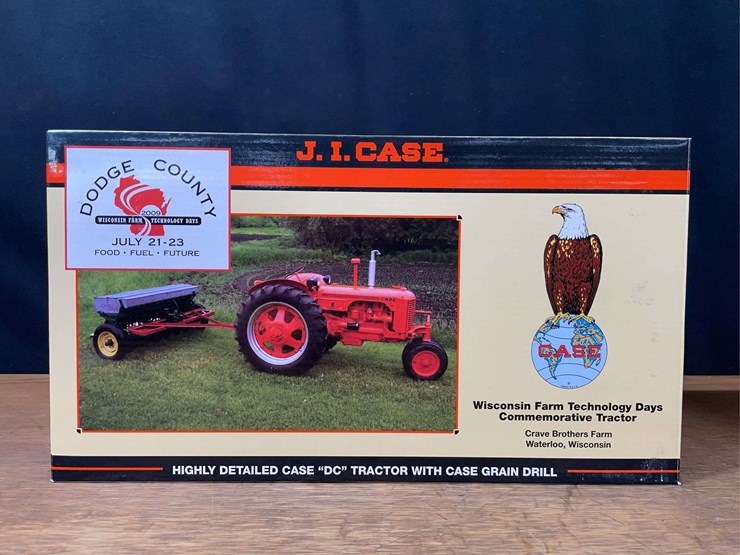 J. I. CASE®
DODGE COUNTY
2009
WISCONSIN FARM TECHNOLOGY DAYS
JULY 21-23
FOOD • FUEL • FUTURE
CASE
CASE
Wisconsin Farm Technology Days
Commemorative Tractor
Crave Brothers Farm
Waterloo, Wisconsin
HIGHLY DETAILED CASE “DC” TRACTOR WITH CASE GRAIN DRILL